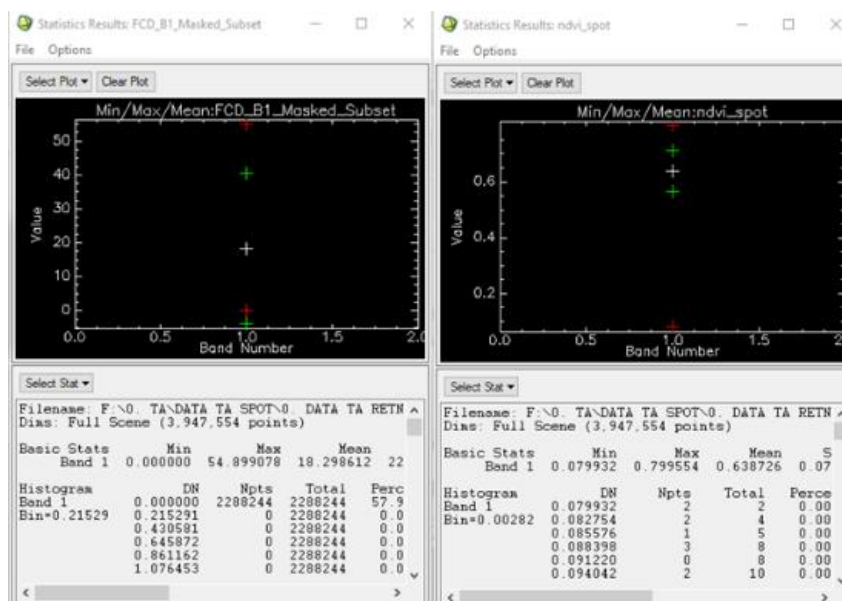 Statistics Results: FCD_B1_Masked_Subset
File Options
Select Plot Clear Plot
Min/Max/Mean:FCD_B1_Masked_Subset
50
40
Value
30
20
10
0
0.0 0.5 1.0 1.5 2.0
Band Number
Select Stat
Filename: F:\0. TA\DATA TA SPOT\0. DATA TA RETN
Dims: Full Scene (3,947,554 points)
Basic Stats Min Max Mean
Band 1 0.000000 54.899078 18.298612 22
Histogram DN Npts Total Perc
Band 1 0.000000 2288244 2288244 57.9
Bin=0.21529 0.215291 0 2288244 0.0
0.430581 0 2288244 0.0
0.645872 0 2288244 0.0
0.861162 0 2288244 0.0
1.076453 0 2288244 0.0
Statistics Results: ndvi_spot
File Options
Select Plot Clear Plot
Min/Max/Mean:ndvi_spot
0.6
Value
0.4
0.2
0.0 0.5 1.0 1.5 2
Band Number
Select Stat
Filename: F:\0. TA\DATA TA SPOT\0. DATA TA RETN
Dims: Full Scene (3,947,554 points)
Basic Stats Min Max Mean S
Band 1 0.079932 0.799554 0.638726 0.07
Histogram DN Npts Total Perce
Band 1 0.079932 2 2 0.00
Bin=0.00282 0.082754 2 4 0.00
0.085576 1 5 0.00
0.088398 3 8 0.00
0.091220 0 8 0.00
0.094042 2 10 0.00